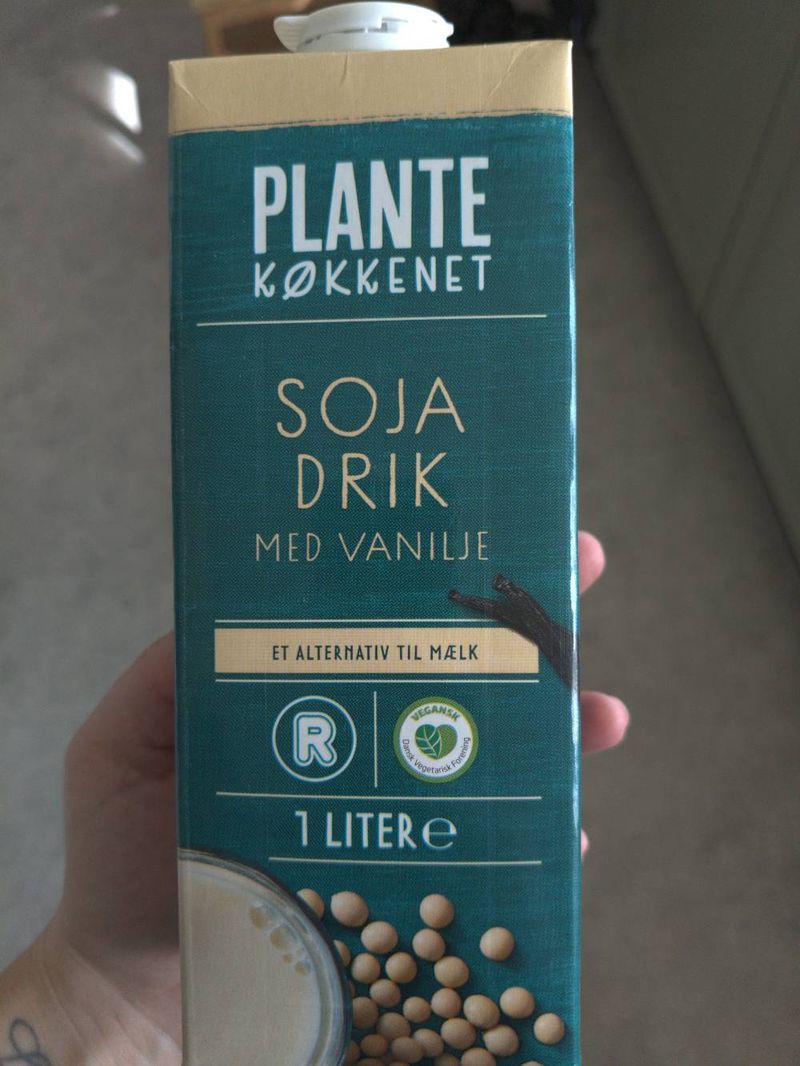 PLANTE
KØKKENET
SOJA
DRIK
MED VANILJE
ET ALTERNATIV TIL MÆLK
R
VEGANSK
Dansk Vegetarisk Forening
1 LITER e